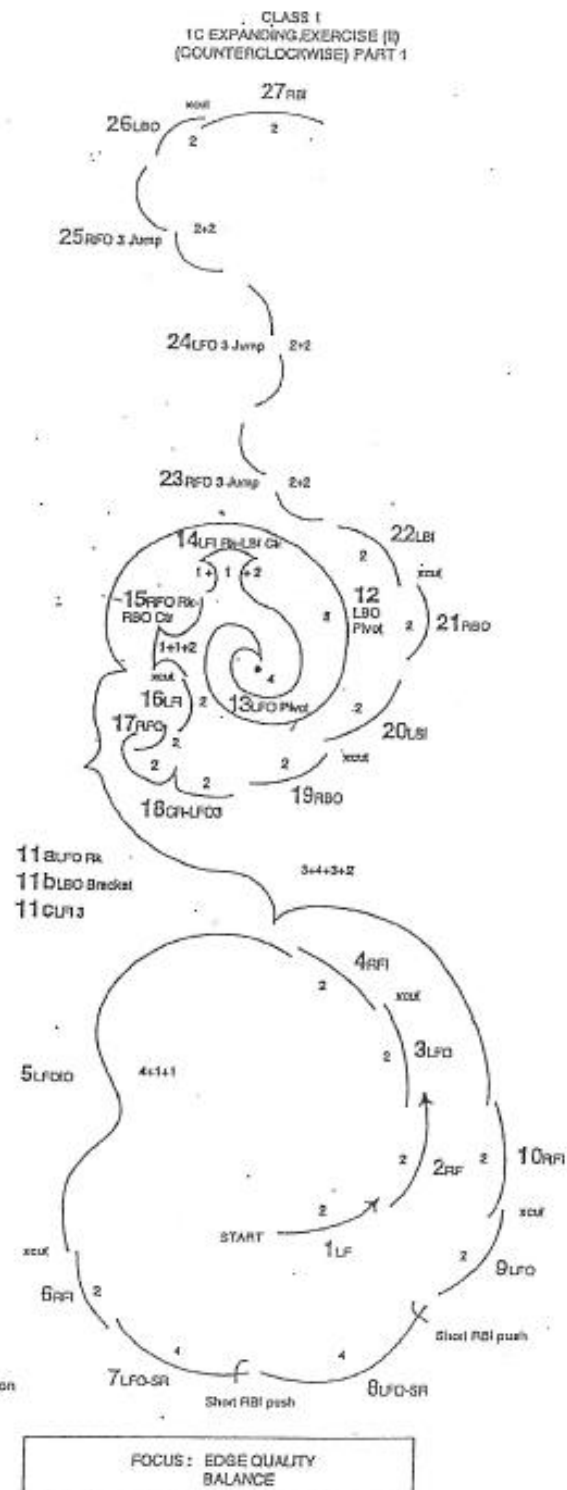 CLASS I
1C EXPANDING EXERCISE (II)
(COUNTERCLOCKWISE) PART 1
27RBI
xcut
26LBO
2
2
25RFO 3 Jump
2+2
24LFO 3 Jump
2+2
23RFO 3 Jump
2+2
22LBI
14LFI Rk-LBI Ctr
2
xcut
1+ 1 +2
15RFO Rk-
RBO Ctr
12
LBO
Pivot
8
2
21RBO
1+1+2
xcut
4
16LFI
2
13LFO Pivot
2
20LBI
17RFO
2
xcut
2
2
2
19RBO
18CR-LFO3
11aLFO Rk
11bLBO Bracket
11cLFI 3
3+4+3+2
4RFI
2
xcut
3LFO
2
5LFOIO
4+1+1
10RFI
2
2RF
2
2
START
1LF
xcut
xcut
2
9LFO
6RFI
2
Short RBI push
4
4
7LFO-SR
8LFO-SR
Short RBI push
on
FOCUS : EDGE QUALITY
BALANCE